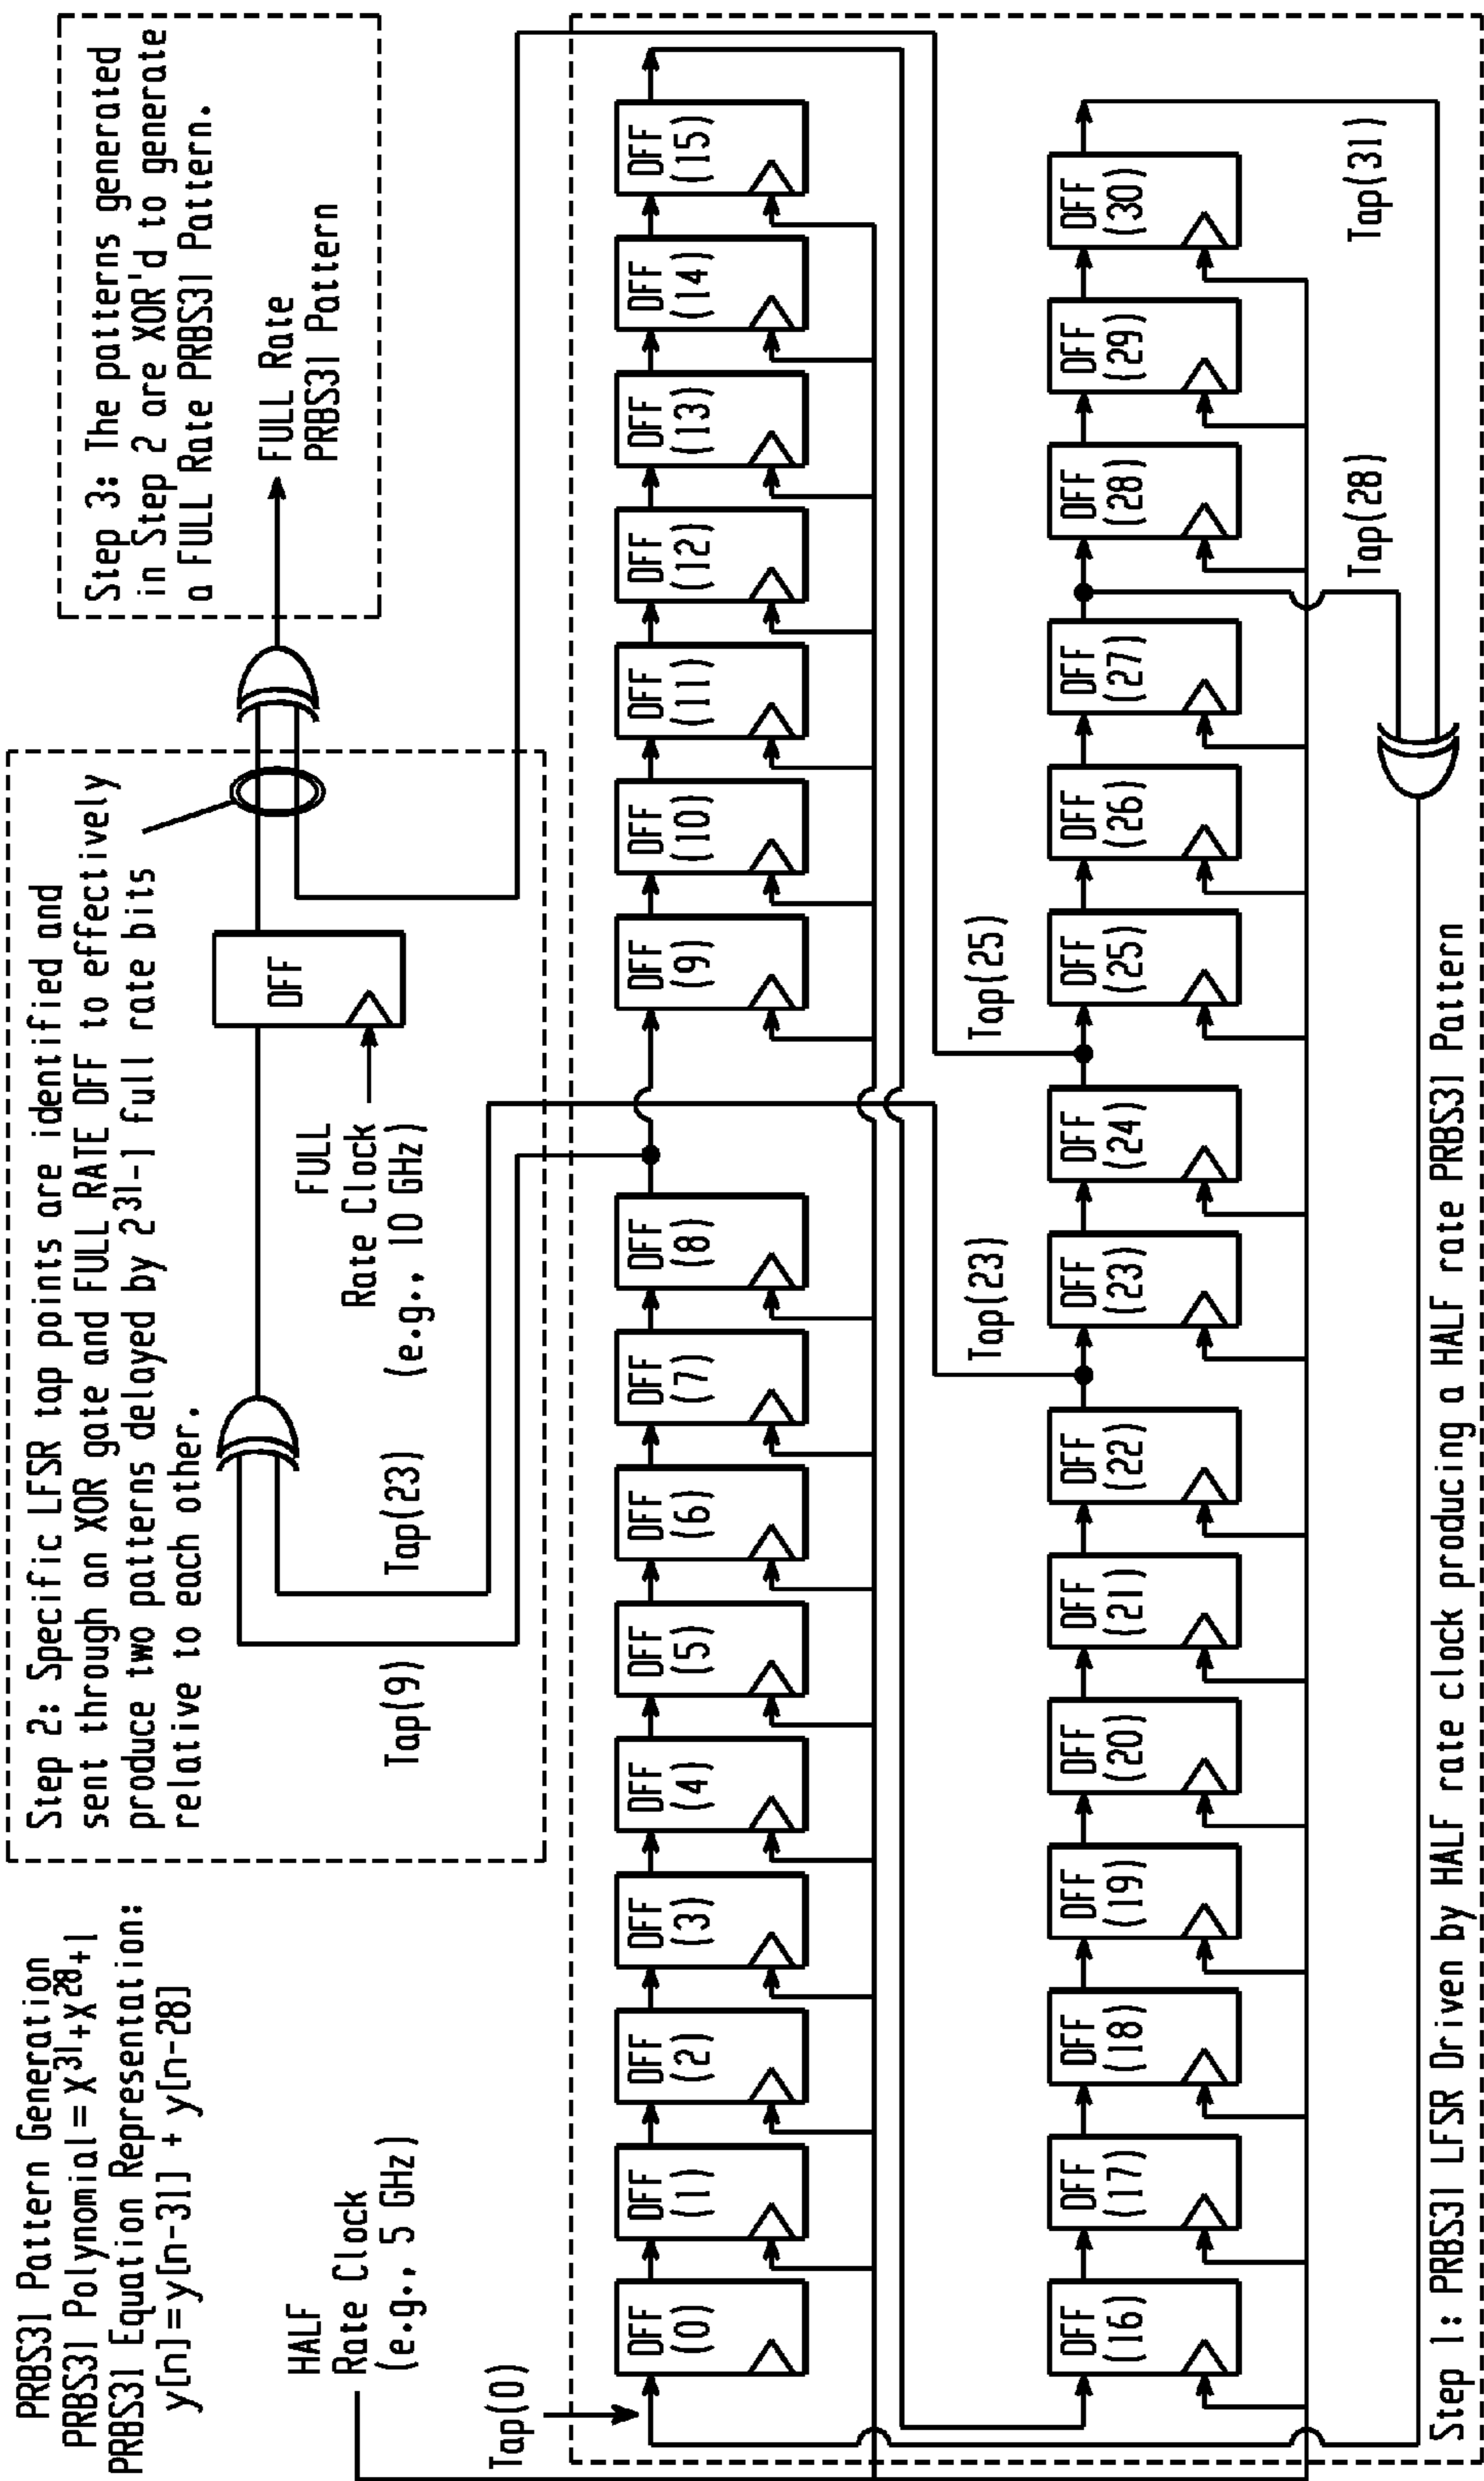 PRBS31 Pattern Generation
PRBS31 Polynomial = X^31+X^28+1
PRBS31 Equation Representation:
y[n]=y[n-31] + y[n-28]
Step 2: Specific LFSR tap points are identified and
sent through an XOR gate and FULL RATE DFF to effectively
produce two patterns delayed by 2^31-1 full rate bits
relative to each other.
Step 3: The patterns generated
in Step 2 are XOR'd to generate
a FULL Rate PRBS31 Pattern.
FULL Rate
PRBS31 Pattern
DFF
FULL
Rate Clock
(e.g., 10 GHz)
HALF
Rate Clock
(e.g., 5 GHz)
Tap(9)
Tap(23)
Tap(0)
DFF
(0)
DFF
(1)
DFF
(2)
DFF
(3)
DFF
(4)
DFF
(5)
DFF
(6)
DFF
(7)
DFF
(8)
DFF
(9)
DFF
(10)
DFF
(11)
DFF
(12)
DFF
(13)
DFF
(14)
DFF
(15)
Tap(23)
Tap(25)
DFF
(16)
DFF
(17)
DFF
(18)
DFF
(19)
DFF
(20)
DFF
(21)
DFF
(22)
DFF
(23)
DFF
(24)
DFF
(25)
DFF
(26)
DFF
(27)
DFF
(28)
DFF
(29)
DFF
(30)
Tap(28)
Tap(31)
Step 1: PRBS31 LFSR Driven by HALF rate clock producing a HALF rate PRBS31 Pattern